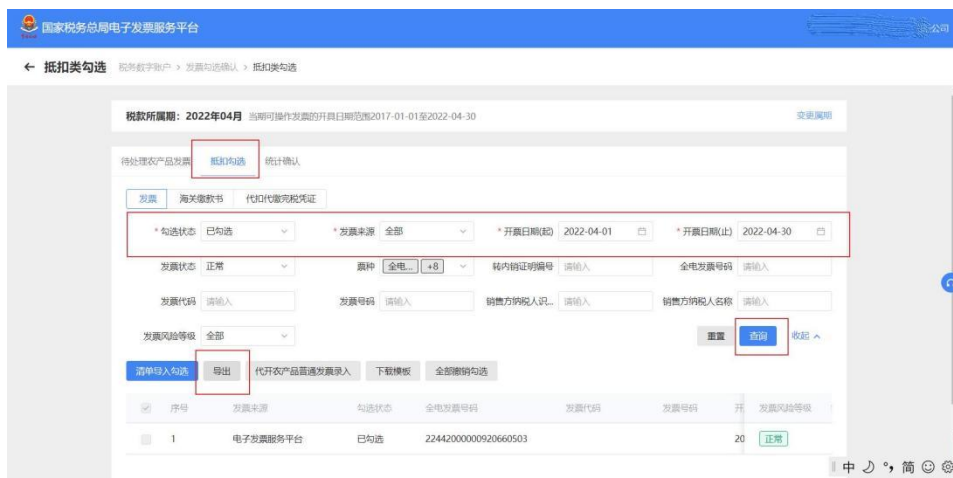 国家税务总局电子发票服务平台 公司
← 抵扣类勾选 税务数字账户 > 发票勾选确认 > 抵扣类勾选
税款所属期：2022年04月 当期可操作发票的开具日期范围2017-01-01至2022-04-30 变更属期
待处理农产品发票 抵扣勾选 统计确认
发票 海关缴款书 代扣代缴完税凭证
* 勾选状态 已勾选 * 发票来源 全部 * 开票日期(起) 2022-04-01 * 开票日期(止) 2022-04-30
发票状态 正常 票种 全电... +8 转内销证明编号 请输入 全电发票号码 请输入
发票代码 请输入 发票号码 请输入 销售方纳税人识... 请输入 销售方纳税人名称 请输入
发票风险等级 全部 重置 查询 收起
清单导入勾选 导出 代开农产品普通发票录入 下载模板 全部撤销勾选
序号 发票来源 勾选状态 全电发票号码 发票代码 发票号码 开 发票风险等级
1 电子发票服务平台 已勾选 22442000000920660503 20 正常
中 简